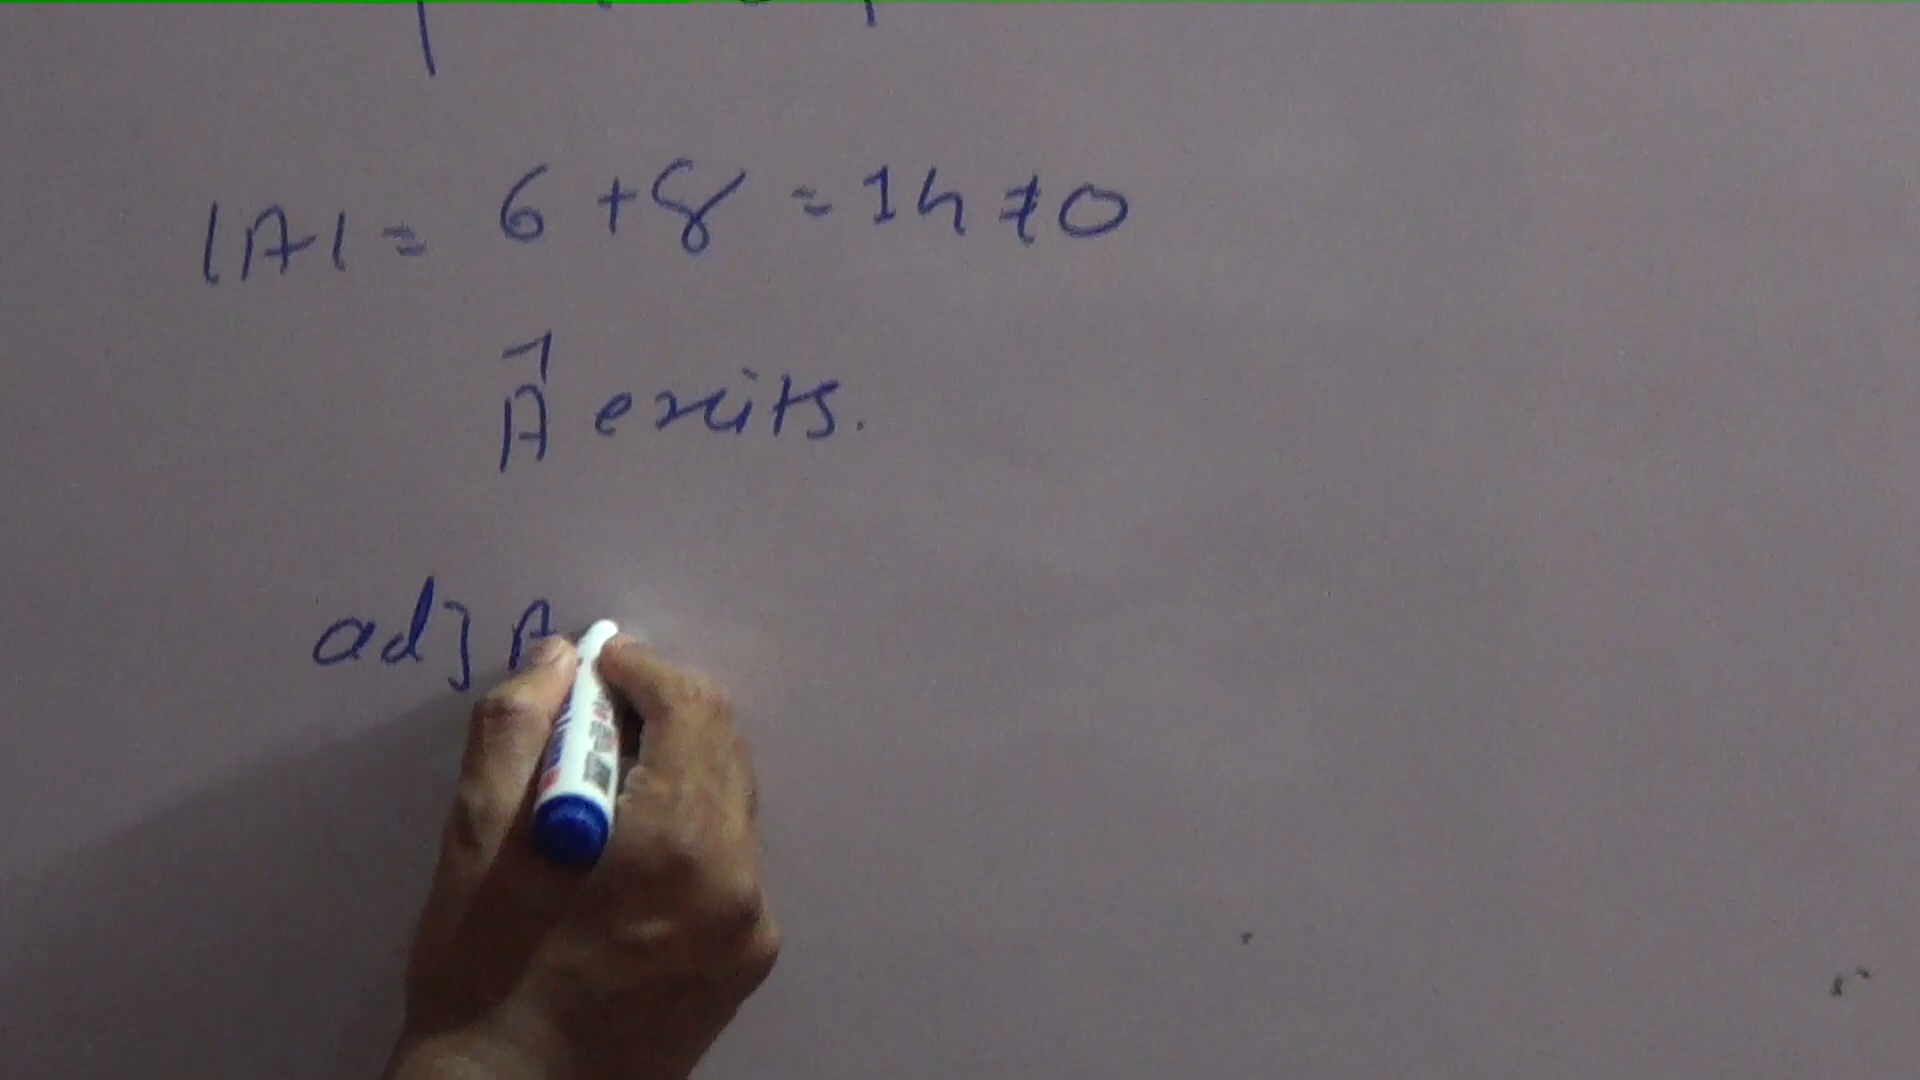 |A| = 6 + 8 = 14 ≠ 0
A⁻¹ exits.
adj A